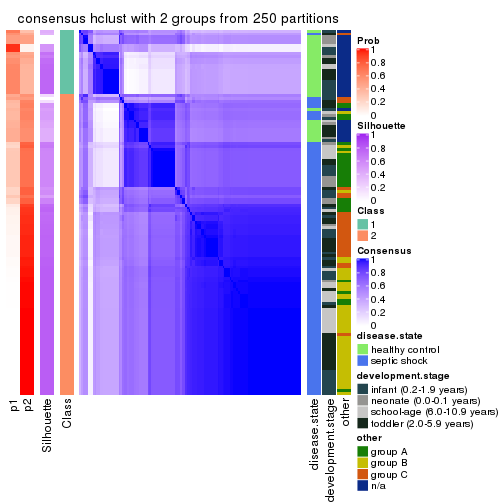 consensus hclust with 2 groups from 250 partitions
Prob
1
0.8
0.6
0.4
0.2
0
Silhouette
1
0.8
0.6
0.4
0.2
0
Class
1
2
Consensus
1
0.8
0.6
0.4
0.2
0
disease.state
healthy control
septic shock
development.stage
infant (0.2-1.9 years)
neonate (0.0-0.1 years)
school-age (6.0-10.9 years)
toddler (2.0-5.9 years)
other
group A
group B
group C
n/a
p1
p2
Silhouette
Class
disease.state
development.stage
other